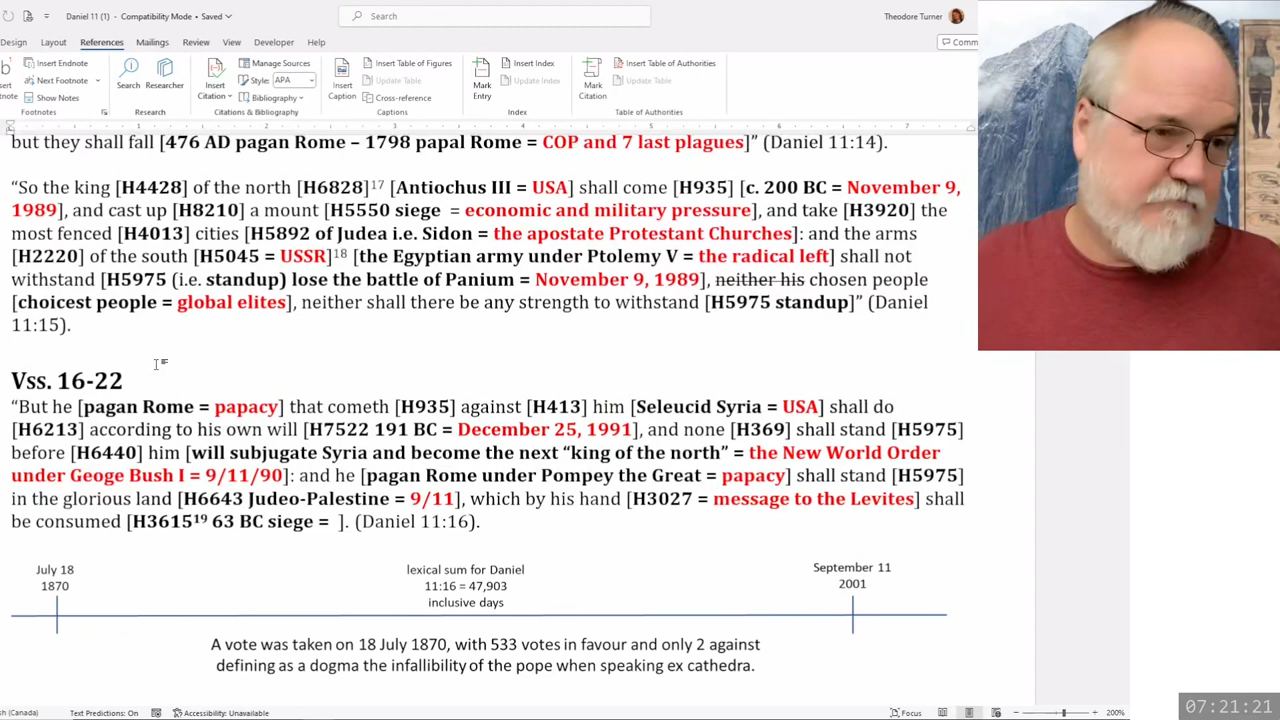 Daniel 11 (1) - Compatibility Mode • Saved
Search
Theodore Turner
Design Layout References Mailings Review View Developer Help
Comm
Insert Endnote
Next Footnote
Show Notes
Footnotes
Search
Researcher
Research
Insert Citation
Manage Sources
Style: APA
Bibliography
Citations & Bibliography
Insert Caption
Insert Table of Figures
Update Table
Cross-reference
Captions
Mark Entry
Insert Index
Update Index
Index
Mark Citation
Insert Table of Authorities
Update Table
Table of Authorities
1 2 3 4 5 6 7
but they shall fall [476 AD pagan Rome – 1798 papal Rome = COP and 7 last plagues]” (Daniel 11:14).
“So the king [H4428] of the north [H6828]17 [Antiochus III = USA] shall come [H935] [c. 200 BC = November 9,
1989], and cast up [H8210] a mount [H5550 siege = economic and military pressure], and take [H3920] the
most fenced [H4013] cities [H5892 of Judea i.e. Sidon = the apostate Protestant Churches]: and the arms
[H2220] of the south [H5045 = USSR]18 [the Egyptian army under Ptolemy V = the radical left] shall not
withstand [H5975 (i.e. standup) lose the battle of Panium = November 9, 1989], neither his chosen people
[choicest people = global elites], neither shall there be any strength to withstand [H5975 standup]” (Daniel
11:15).
Vss. 16-22
“But he [pagan Rome = papacy] that cometh [H935] against [H413] him [Seleucid Syria = USA] shall do
[H6213] according to his own will [H7522 191 BC = December 25, 1991], and none [H369] shall stand [H5975]
before [H6440] him [will subjugate Syria and become the next “king of the north” = the New World Order
under Geoge Bush I = 9/11/90]: and he [pagan Rome under Pompey the Great = papacy] shall stand [H5975]
in the glorious land [H6643 Judeo-Palestine = 9/11], which by his hand [H3027 = message to the Levites] shall
be consumed [H361519 63 BC siege = ]. (Daniel 11:16).
July 18
1870
lexical sum for Daniel
11:16 = 47,903
inclusive days
September 11
2001
A vote was taken on 18 July 1870, with 533 votes in favour and only 2 against
defining as a dogma the infallibility of the pope when speaking ex cathedra.
(Canada) Text Predictions: On Accessibility: Unavailable Focus 200%
07:21:21